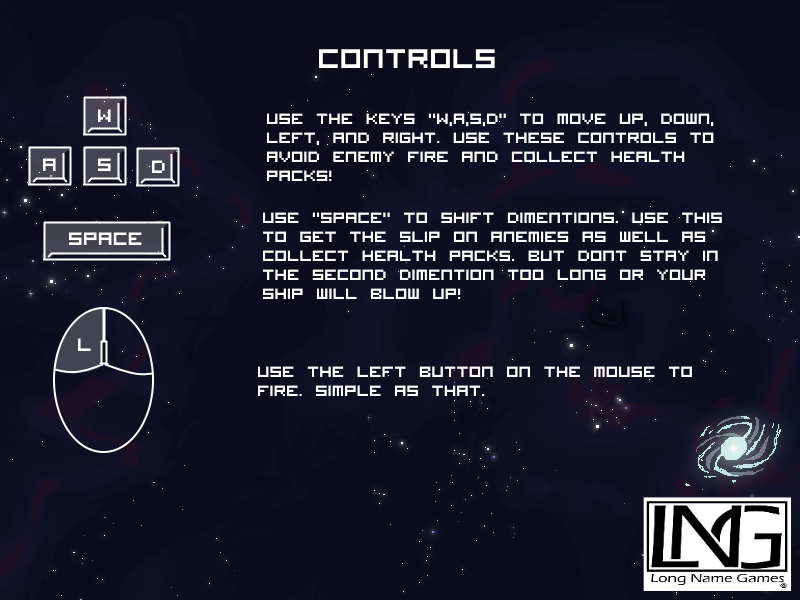 CONTROLS
W
A S D
USE THE KEYS "W,A,S,D" TO MOVE UP, DOWN,
LEFT, AND RIGHT. USE THESE CONTROLS TO
AVOID ENEMY FIRE AND COLLECT HEALTH
PACKS!
SPACE
USE "SPACE" TO SHIFT DIMENTIONS. USE THIS
TO GET THE SLIP ON ANEMIES AS WELL AS
COLLECT HEALTH PACKS. BUT DONT STAY IN
THE SECOND DIMENTION TOO LONG OR YOUR
SHIP WILL BLOW UP!
L
USE THE LEFT BUTTON ON THE MOUSE TO
FIRE. SIMPLE AS THAT.
LNG
Long Name Games